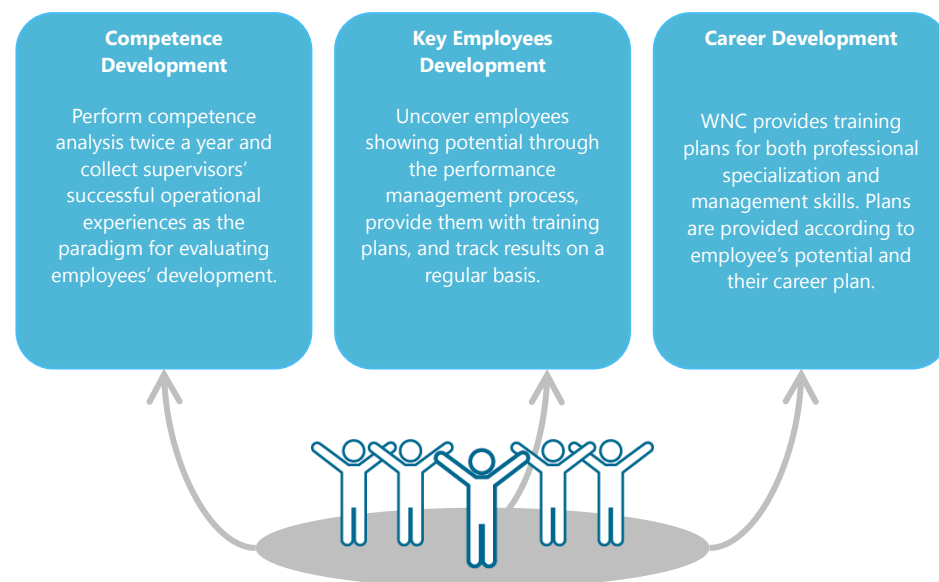 Competence
Development
Perform competence
analysis twice a year and
collect supervisors’
successful operational
experiences as the
paradigm for evaluating
employees’ development.
Key Employees
Development
Uncover employees
showing potential through
the performance
management process,
provide them with training
plans, and track results on a
regular basis.
Career Development
WNC provides training
plans for both professional
specialization and
management skills. Plans
are provided according to
employee’s potential and
their career plan.